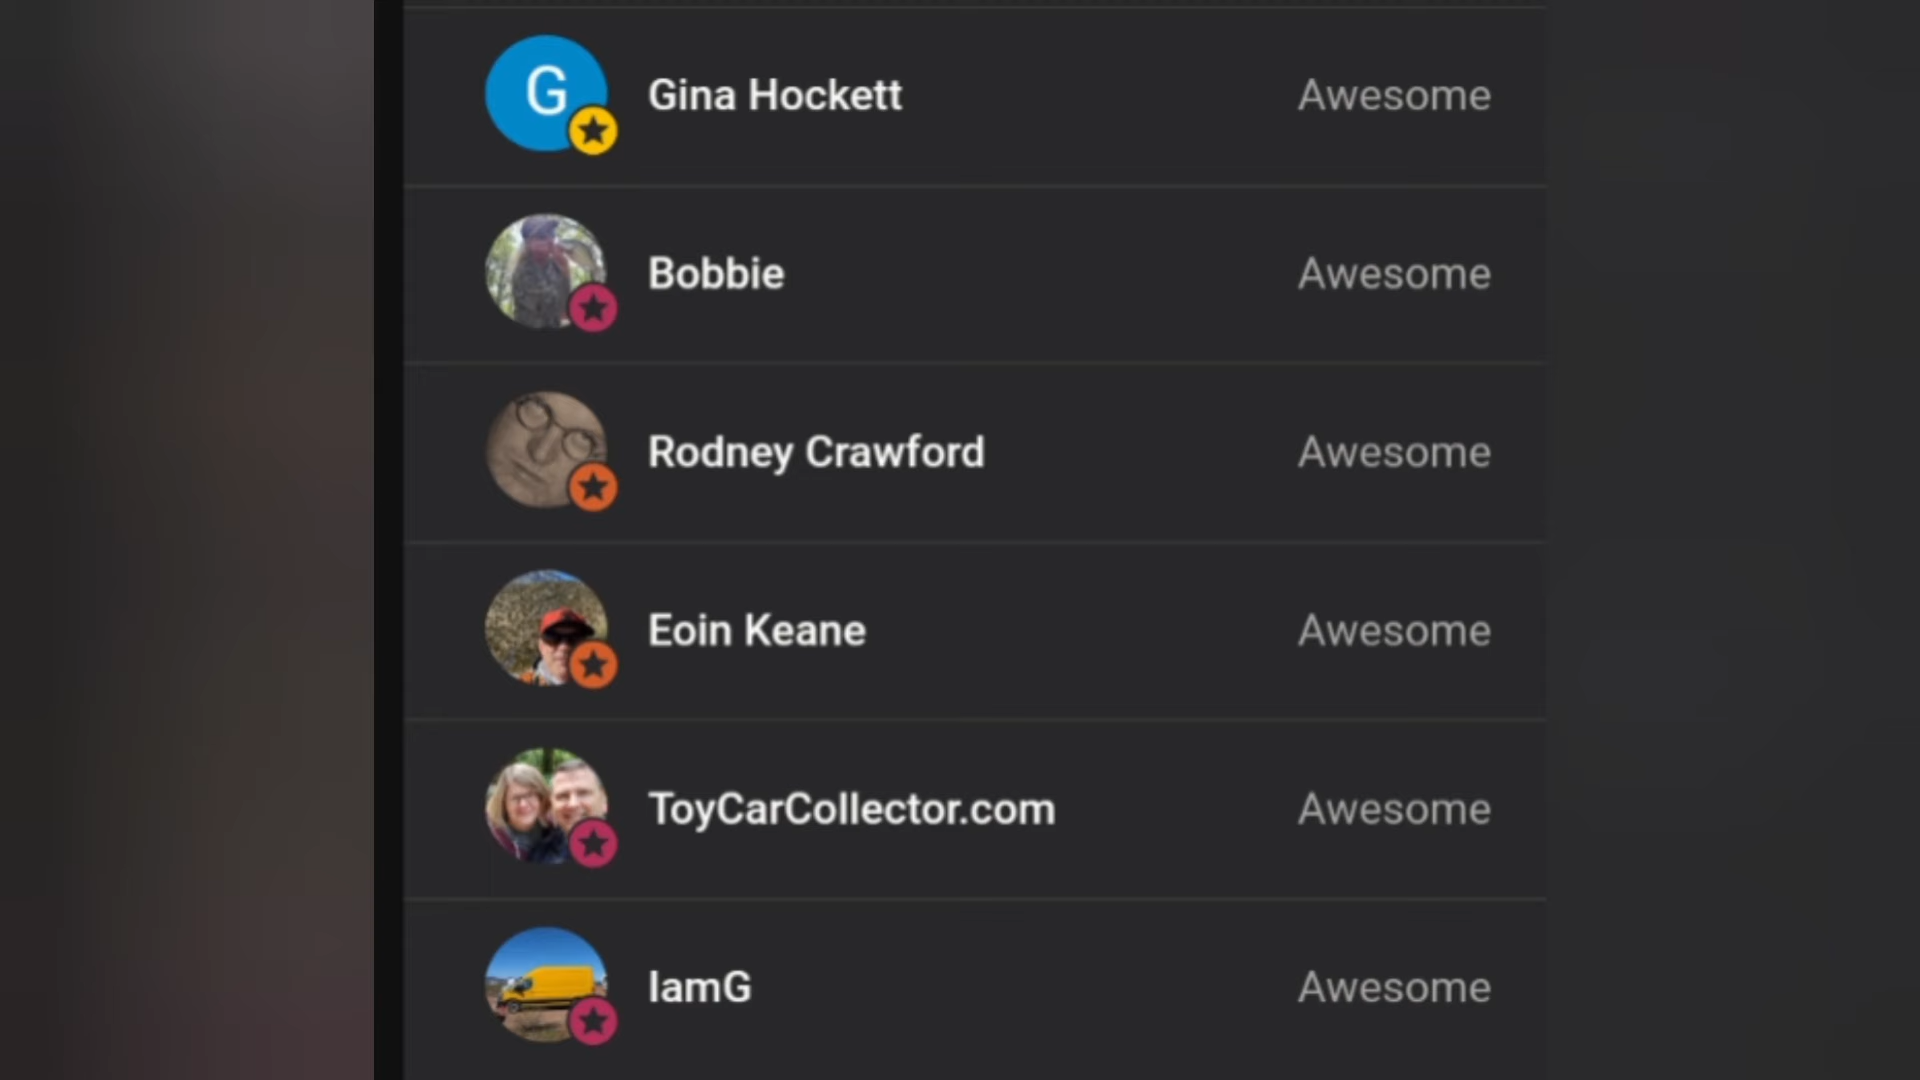 G
Gina Hockett Awesome
Bobbie Awesome
Rodney Crawford Awesome
Eoin Keane Awesome
ToyCarCollector.com Awesome
IamG Awesome